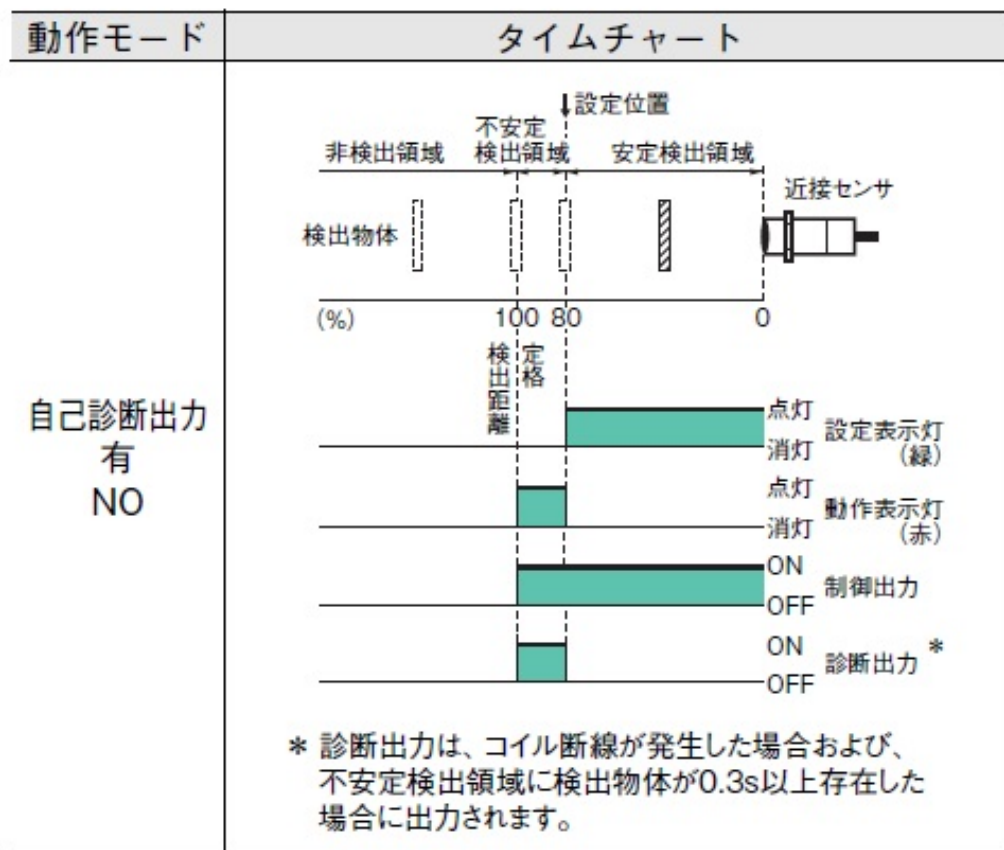 動作モード
タイムチャート
設定位置
不安定
非検出領域 検出領域 安定検出領域
近接センサ
検出物体
(%) 100 80 0
定格
検出距離
自己診断出力
有
NO
点灯
設定表示灯
消灯
(緑)
点灯
動作表示灯
消灯
(赤)
ON
制御出力
OFF
ON
診断出力 *
OFF
* 診断出力は、コイル断線が発生した場合および、
不安定検出領域に検出物体が0.3s以上存在した
場合に出力されます。